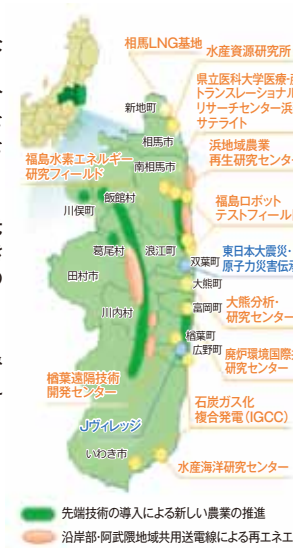 相馬LNG基地
水産資源研究所
県立医科大学医療-
トランスレーショナル
リサーチセンター浜
サテライト
新地町
相馬市
浜地域農業
再生研究センタ
福島水素エネルギー
研究フィールド
南相馬市
飯館村
川俣町
福島ロボット
テストフィール
葛尾村
浪江町
双葉町
東日本大震災・
原子力災害伝
田村市
大熊町
川内村
富岡町
大熊分析・
研究センター
楢葉町
広野町
廃炉環境国際
研究センター
楢葉遠隔技術
開発センター
石炭ガス化
複合発電(IGCC)
Jヴィレッジ
いわき市
水産海洋研究センター
先端技術の導入による新しい農業の推進
沿岸部・阿武隈地域共用送電線による再エネエ